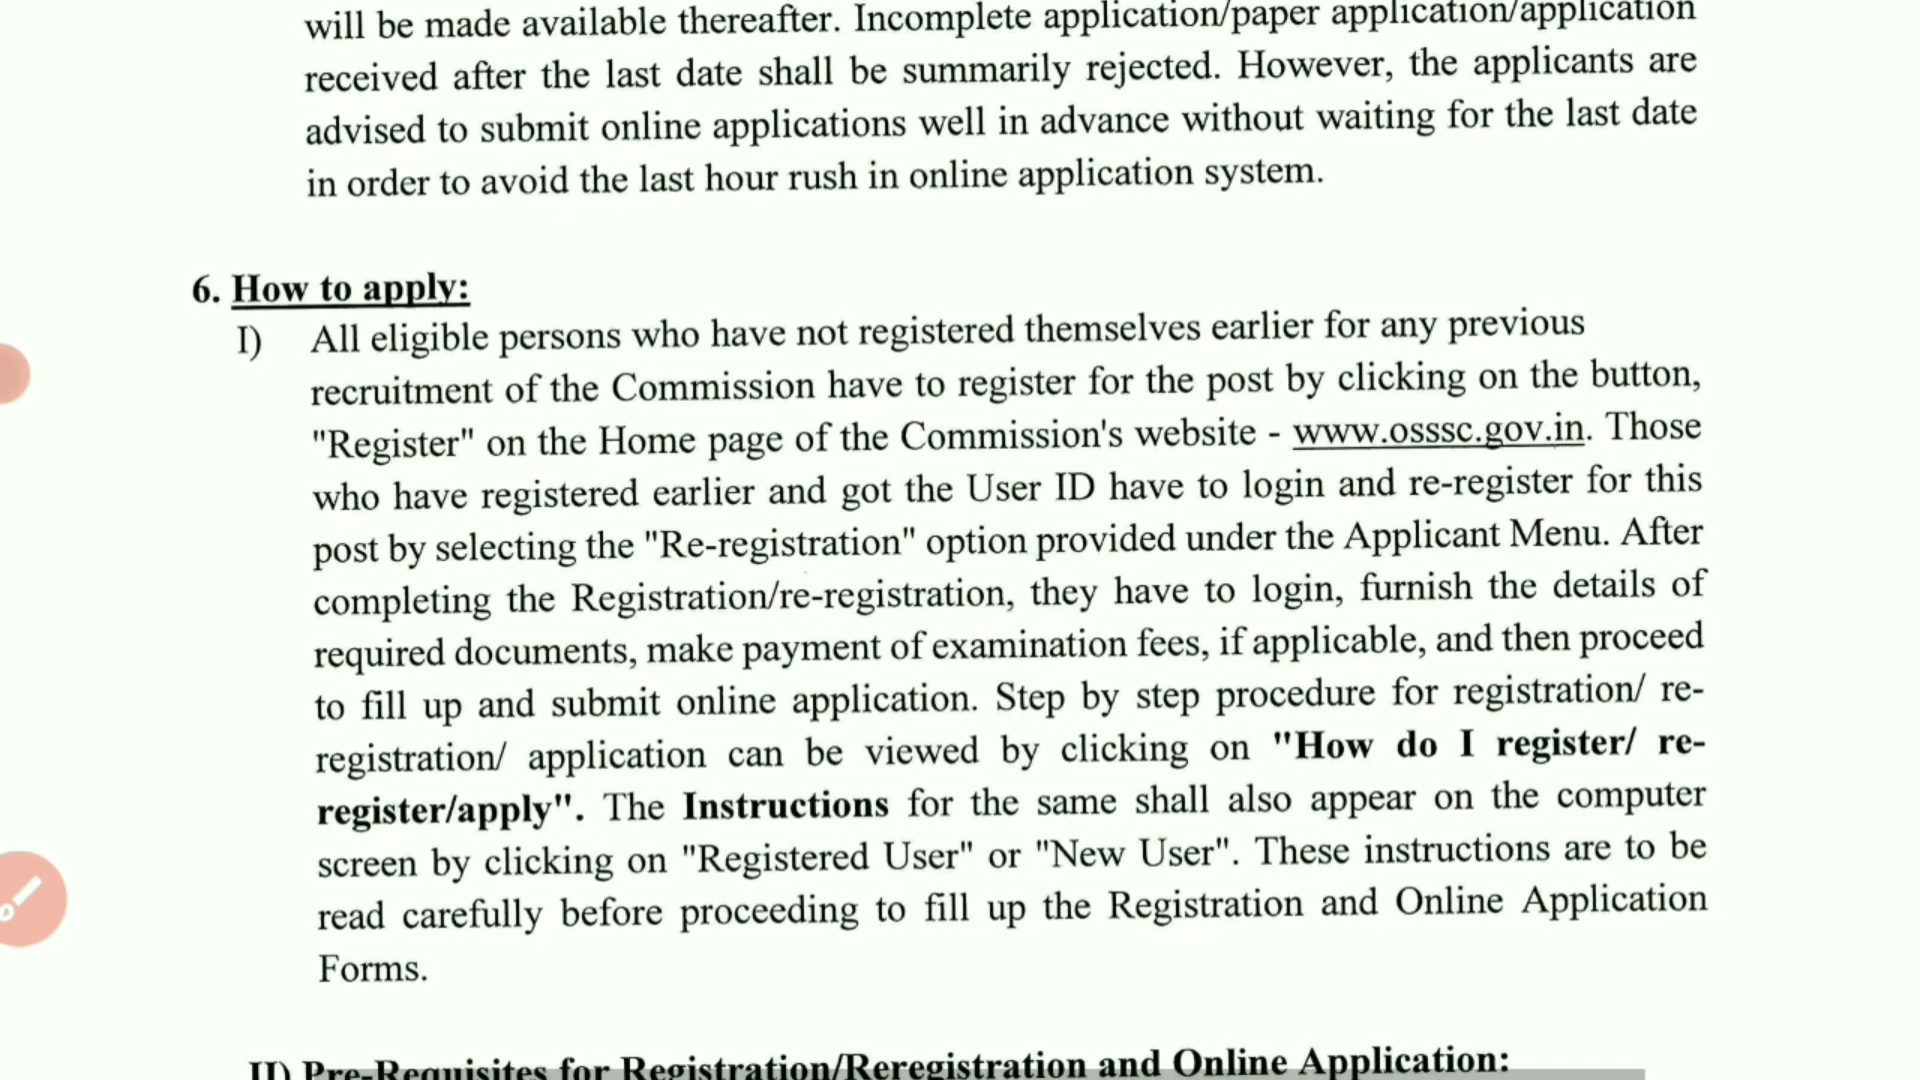 will be made available thereafter. Incomplete application/paper application/application
received after the last date shall be summarily rejected. However, the applicants are
advised to submit online applications well in advance without waiting for the last date
in order to avoid the last hour rush in online application system.
6. How to apply:
I) All eligible persons who have not registered themselves earlier for any previous
recruitment of the Commission have to register for the post by clicking on the button,
"Register" on the Home page of the Commission's website - www.osssc.gov.in. Those
who have registered earlier and got the User ID have to login and re-register for this
post by selecting the "Re-registration" option provided under the Applicant Menu. After
completing the Registration/re-registration, they have to login, furnish the details of
required documents, make payment of examination fees, if applicable, and then proceed
to fill up and submit online application. Step by step procedure for registration/ re-
registration/ application can be viewed by clicking on "How do I register/ re-
register/apply". The Instructions for the same shall also appear on the computer
screen by clicking on "Registered User" or "New User". These instructions are to be
read carefully before proceeding to fill up the Registration and Online Application
Forms.
II) Pre-Requisites for Registration/Reregistration and Online Application: